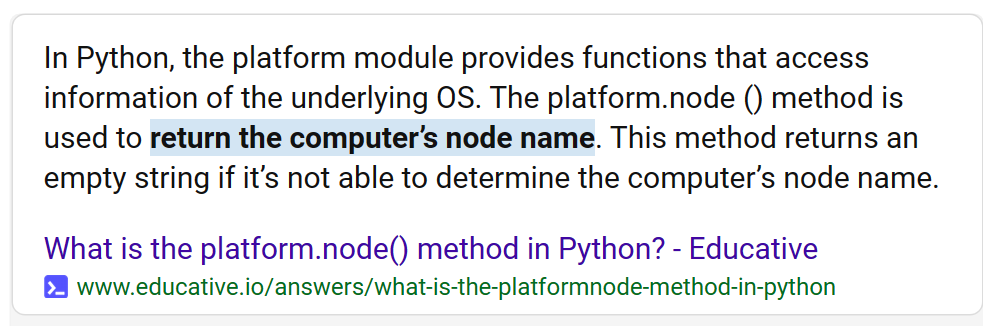 In Python, the platform module provides functions that access
information of the underlying OS. The platform.node () method is
used to return the computer’s node name. This method returns an
empty string if it’s not able to determine the computer’s node name.
What is the platform.node() method in Python? - Educative
www.educative.io/answers/what-is-the-platformnode-method-in-python